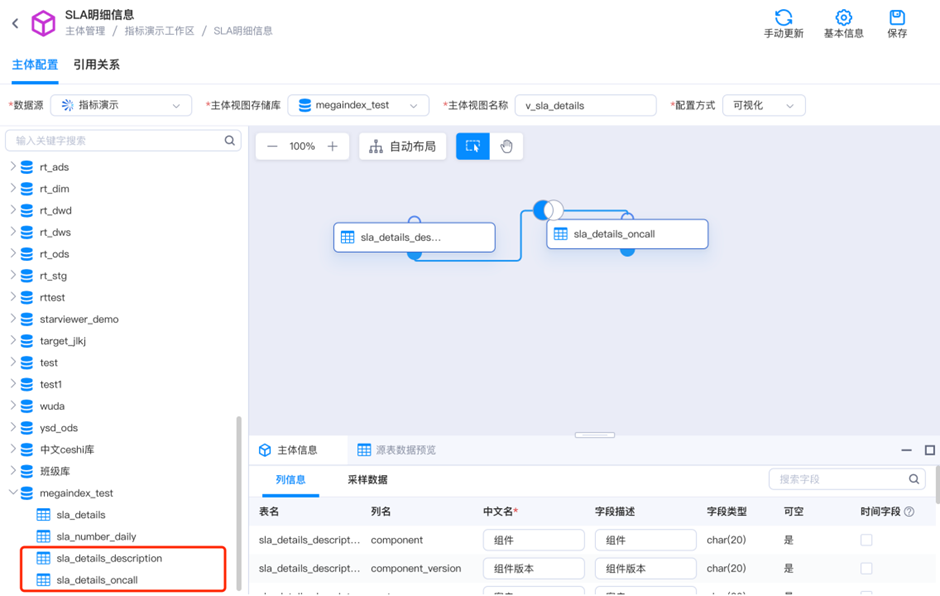 SLA明细信息
主体管理 / 指标演示工作区 / SLA明细信息
手动更新 基本信息 保存
主体配置 引用关系
*数据源 指标演示 *主体视图存储库 megaindex_test *主体视图名称 v_sla_details *配置方式 可视化
输入关键字搜索
100% 自动布局
rt_ads
rt_dim
rt_dwd
rt_dws
rt_ods
rt_stg
rttest
starviewer_demo
target_jlkj
test
test1
wuda
ysd_ods
中文ceshi库
班级库
megaindex_test
sla_details
sla_number_daily
sla_details_description
sla_details_oncall
sla_details_des...
sla_details_oncall
主体信息 源表数据预览
列信息 采样数据 搜索字段
表名 列名 中文名* 字段描述 字段类型 可空 时间字段
sla_details_descript... component 组件 组件 char(20) 是
sla_details_descript... component_version 组件版本 组件版本 char(20) 是